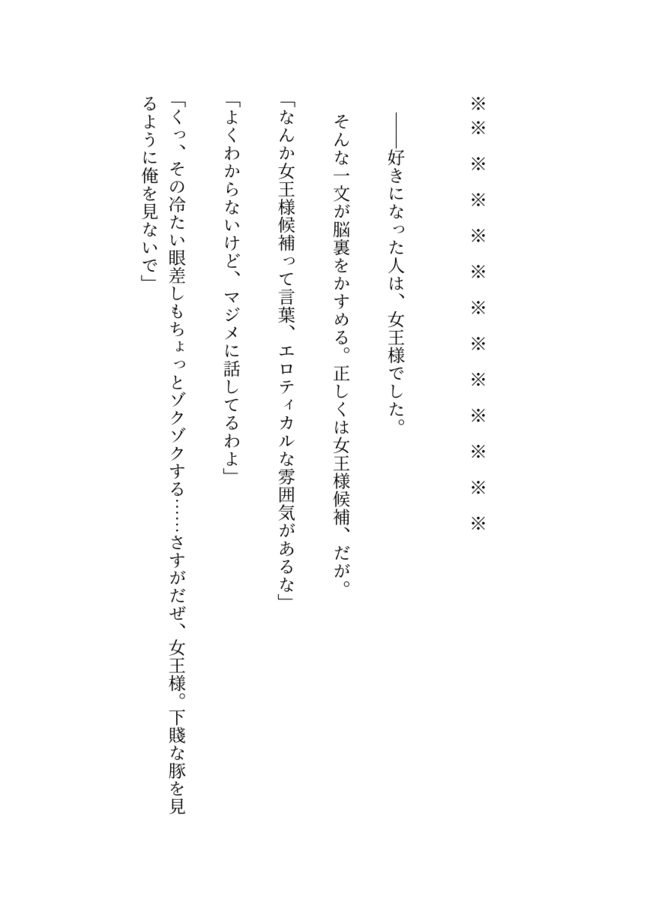 ※※　※　※　※　※　※　※　※　※　※　※　※
――好きになった人は、女王様でした。
そんな一文が脳裏をかすめる。正しくは女王様候補、だが。
「なんか女王様候補って言葉、エロティカルな雰囲気があるな」
「よくわからないけど、マジメに話してるわよ」
「くっ、その冷たい眼差しもちょっとゾクゾクする……さすがだぜ、女王様。下賤な豚を見
るように俺を見ないで」